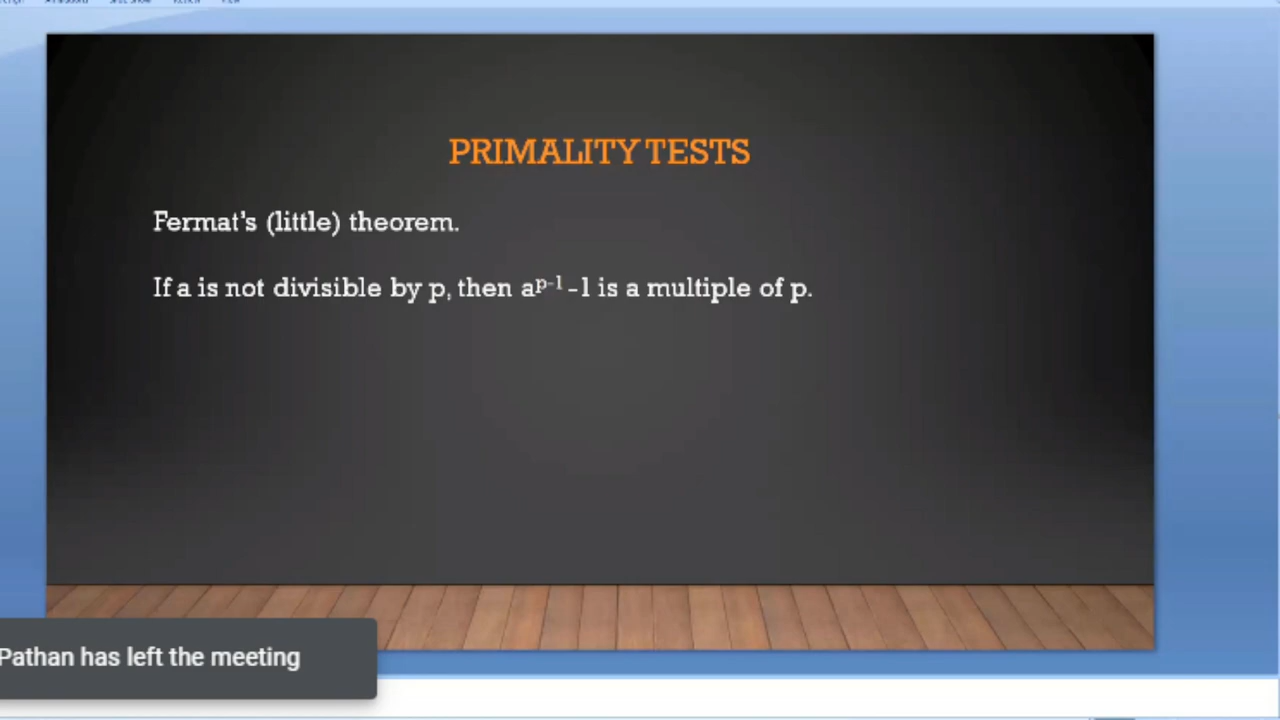 PRIMALITY TESTS
Fermat's (little) theorem.
If a is not divisible by p, then aᵖ⁻¹ -1 is a multiple of p.
Pathan has left the meeting